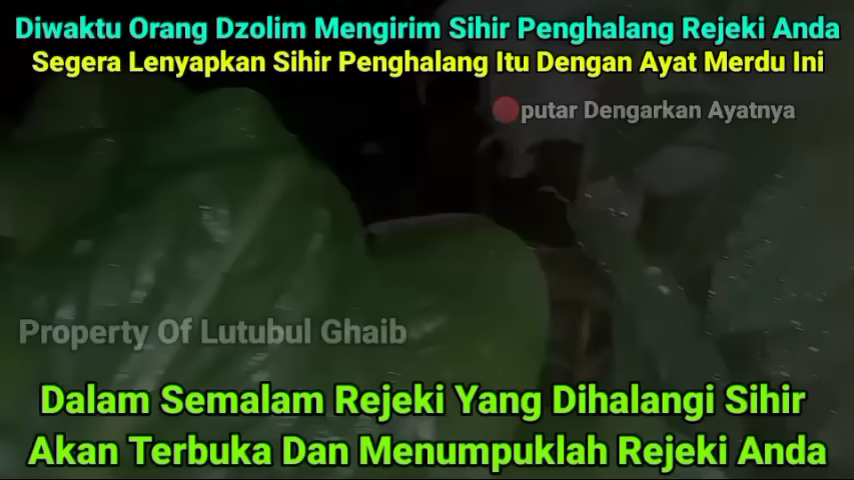 Diwaktu Orang Dzolim Mengirim Sihir Penghalang Rejeki Anda
Segera Lenyapkan Sihir Penghalang Itu Dengan Ayat Merdu Ini
putar Dengarkan Ayatnya
Property Of Lutubul Ghaib
Dalam Semalam Rejeki Yang Dihalangi Sihir
Akan Terbuka Dan Menumpuklah Rejeki Anda